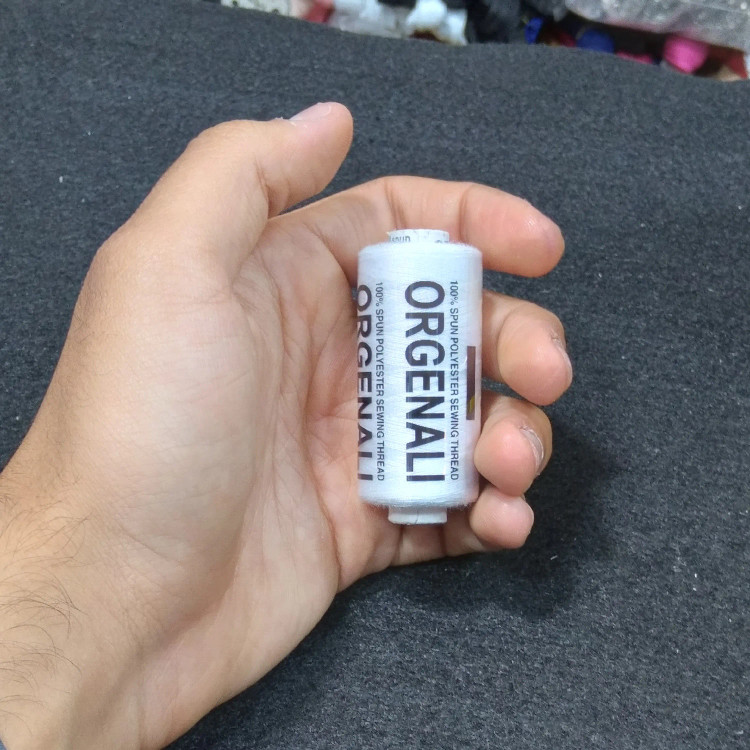 ORGENALI
100% SPUN POLYESTER SEWING THREAD
ORGENALI
100% SPUN POLYESTER SEWING THREAD